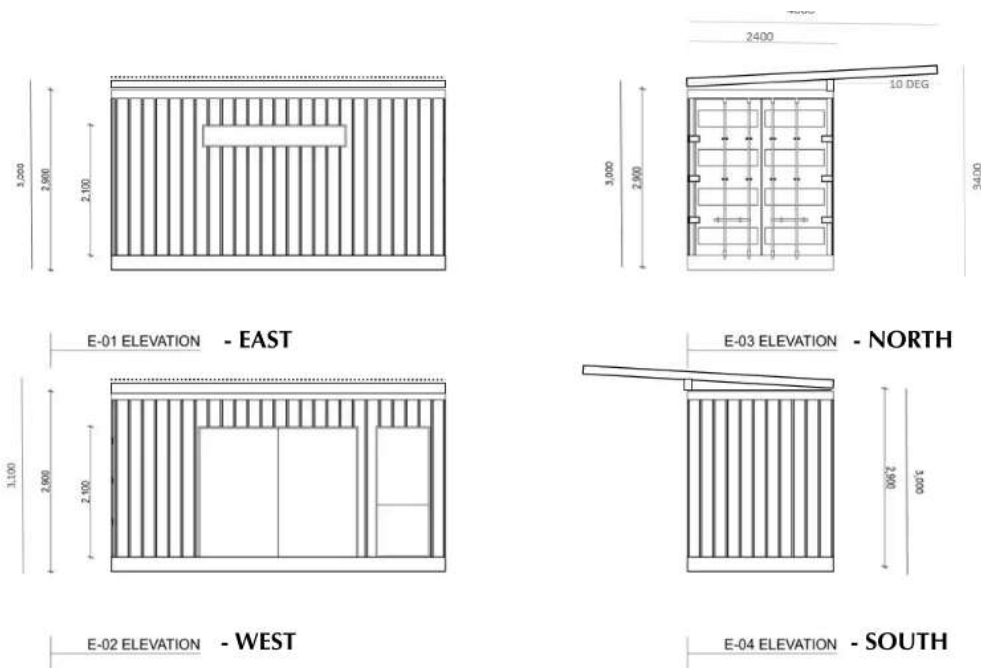 2400
10 DEG
3,000
2,900
2,100
3,000
2,900
3400
E-01 ELEVATION - EAST
E-03 ELEVATION - NORTH
3,100
2,900
2,100
2,900
3,000
E-02 ELEVATION - WEST
E-04 ELEVATION - SOUTH